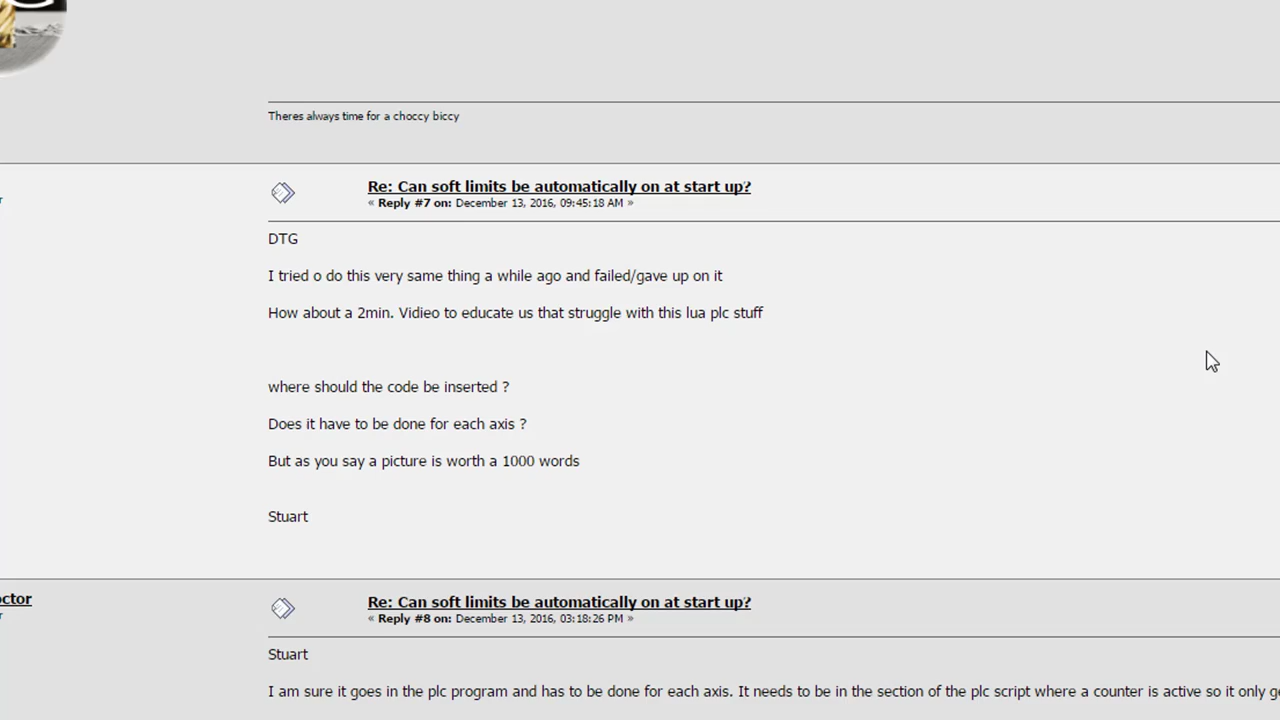 Theres always time for a choccy biccy
Re: Can soft limits be automatically on at start up?
« Reply #7 on: December 13, 2016, 09:45:18 AM »
DTG
I tried o do this very same thing a while ago and failed/gave up on it
How about a 2min. Vidieo to educate us that struggle with this lua plc stuff
where should the code be inserted ?
Does it have to be done for each axis ?
But as you say a picture is worth a 1000 words
Stuart
Re: Can soft limits be automatically on at start up?
« Reply #8 on: December 13, 2016, 03:18:26 PM »
Stuart
I am sure it goes in the plc program and has to be done for each axis. It needs to be in the section of the plc script where a counter is active so it only